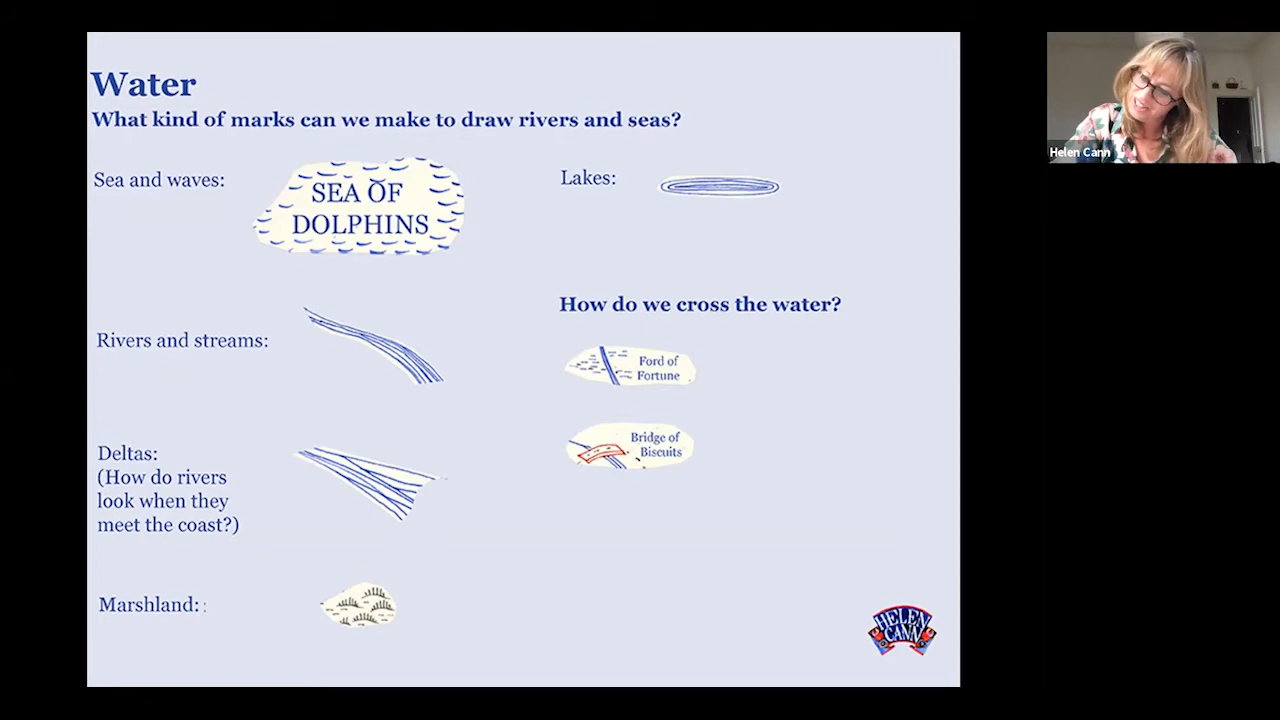 Water
What kind of marks can we make to draw rivers and seas?
Sea and waves:
SEA OF
DOLPHINS
Rivers and streams:
Deltas:
(How do rivers
look when they
meet the coast?)
Marshland: :
Lakes:
How do we cross the water?
Ford of
Fortune
Bridge of
Biscuits
HELEN
CANN
Helen Cann